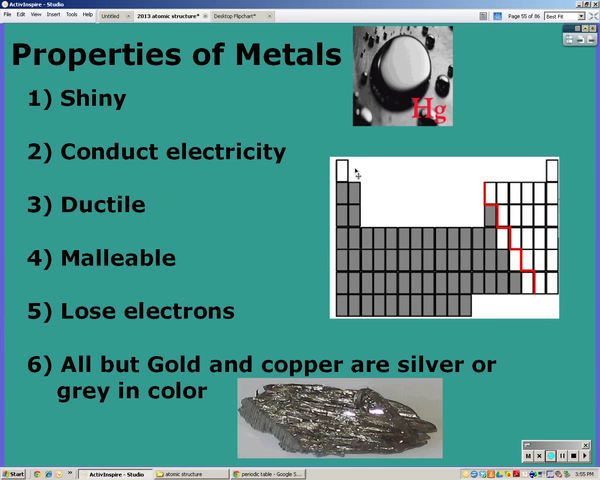 ActivInspire - Studio
File Edit View Insert Tools Help
Untitled
2013 atomic structure*
Desktop Flipchart*
Page 55 of 86
Best Fit
Properties of Metals
Hg
1) Shiny
2) Conduct electricity
3) Ductile
4) Malleable
5) Lose electrons
6) All but Gold and copper are silver or
grey in color
Start
ActivInspire - Studio
atomic structure
periodic table - Google S...
3:55 PM